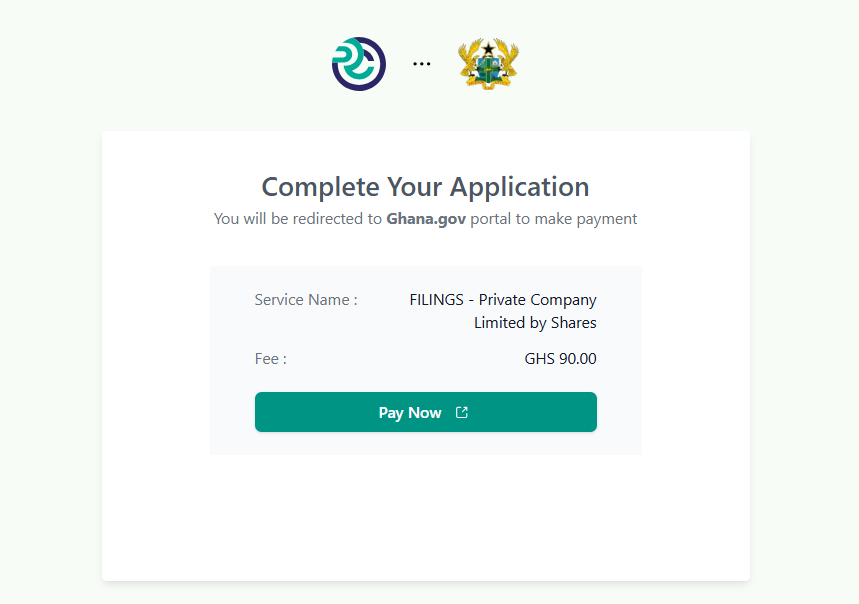 Complete Your Application
You will be redirected to Ghana.gov portal to make payment
Service Name : FILINGS - Private Company
Limited by Shares
Fee : GHS 90.00
Pay Now